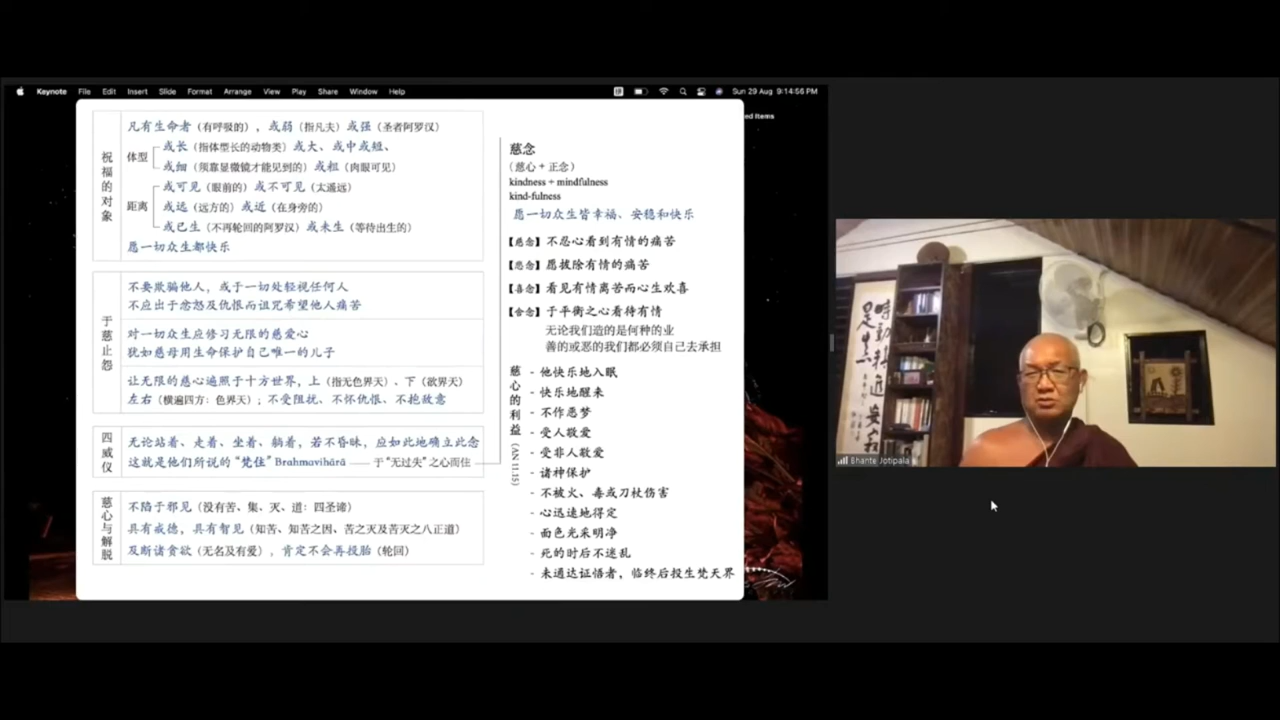 Keynote File Edit Insert Slide Format Arrange View Play Share Window Help Sun 29 Aug 9:14:56 PM
ed Items
祝福的对象
凡有生命者（有呼吸的），或弱（指凡夫）或强（圣者阿罗汉）
体型
或长（指体型长的动物类）或大、或中或短、
或细（须靠显微镜才能见到的）或粗（肉眼可见）
距离
或可见（眼前的）或不可见（太遥远）
或远（远方的）或近（在身旁的）
或已生（不再轮回的阿罗汉）或未生（等待出生的）
愿一切众生都快乐
于慈止怨
不要欺骗他人，或于一切处轻视任何人
不应出于忿怒及仇恨而诅咒希望他人痛苦
对一切众生应修习无限的慈爱心
犹如慈母用生命保护自己唯一的儿子
让无限的慈心遍照于十方世界，上（指无色界天）、下（欲界天）
左右（横遍四方：色界天）；不受阻扰、不怀仇恨、不抱敌意
四威仪
无论站着、走着、坐着、躺着，若不昏昧，应如此地确立此念
这就是他们所说的“梵住” Brahmavihārā —— 于“无过失”之心而住
慈心与解脱
不陷于邪见（没有苦、集、灭、道：四圣谛）
具有戒德，具有智见（知苦、知苦之因、苦之灭及苦灭之八正道）
及断诸贪欲（无名及有爱），肯定不会再投胎（轮回）
慈念
（慈心 + 正念）
kindness + mindfulness
kind-fulness
愿一切众生皆幸福、安稳和快乐
【慈念】不忍心看到有情的痛苦
【悲念】愿拔除有情的痛苦
【喜念】看见有情离苦而心生欢喜
【舍念】于平衡之心看待有情
无论我们造的是何种的业
善的或恶的我们都必须自己去承担
慈心的利益（AN 11.15）
- 他快乐地入眠
- 快乐地醒来
- 不作恶梦
- 受人敬爱
- 受非人敬爱
- 诸神保护
- 不被火、毒或刀杖伤害
- 心迅速地得定
- 面色光采明净
- 死的时后不迷乱
- 未通达证悟者，临终后投生梵天界
Bhante Jotipala